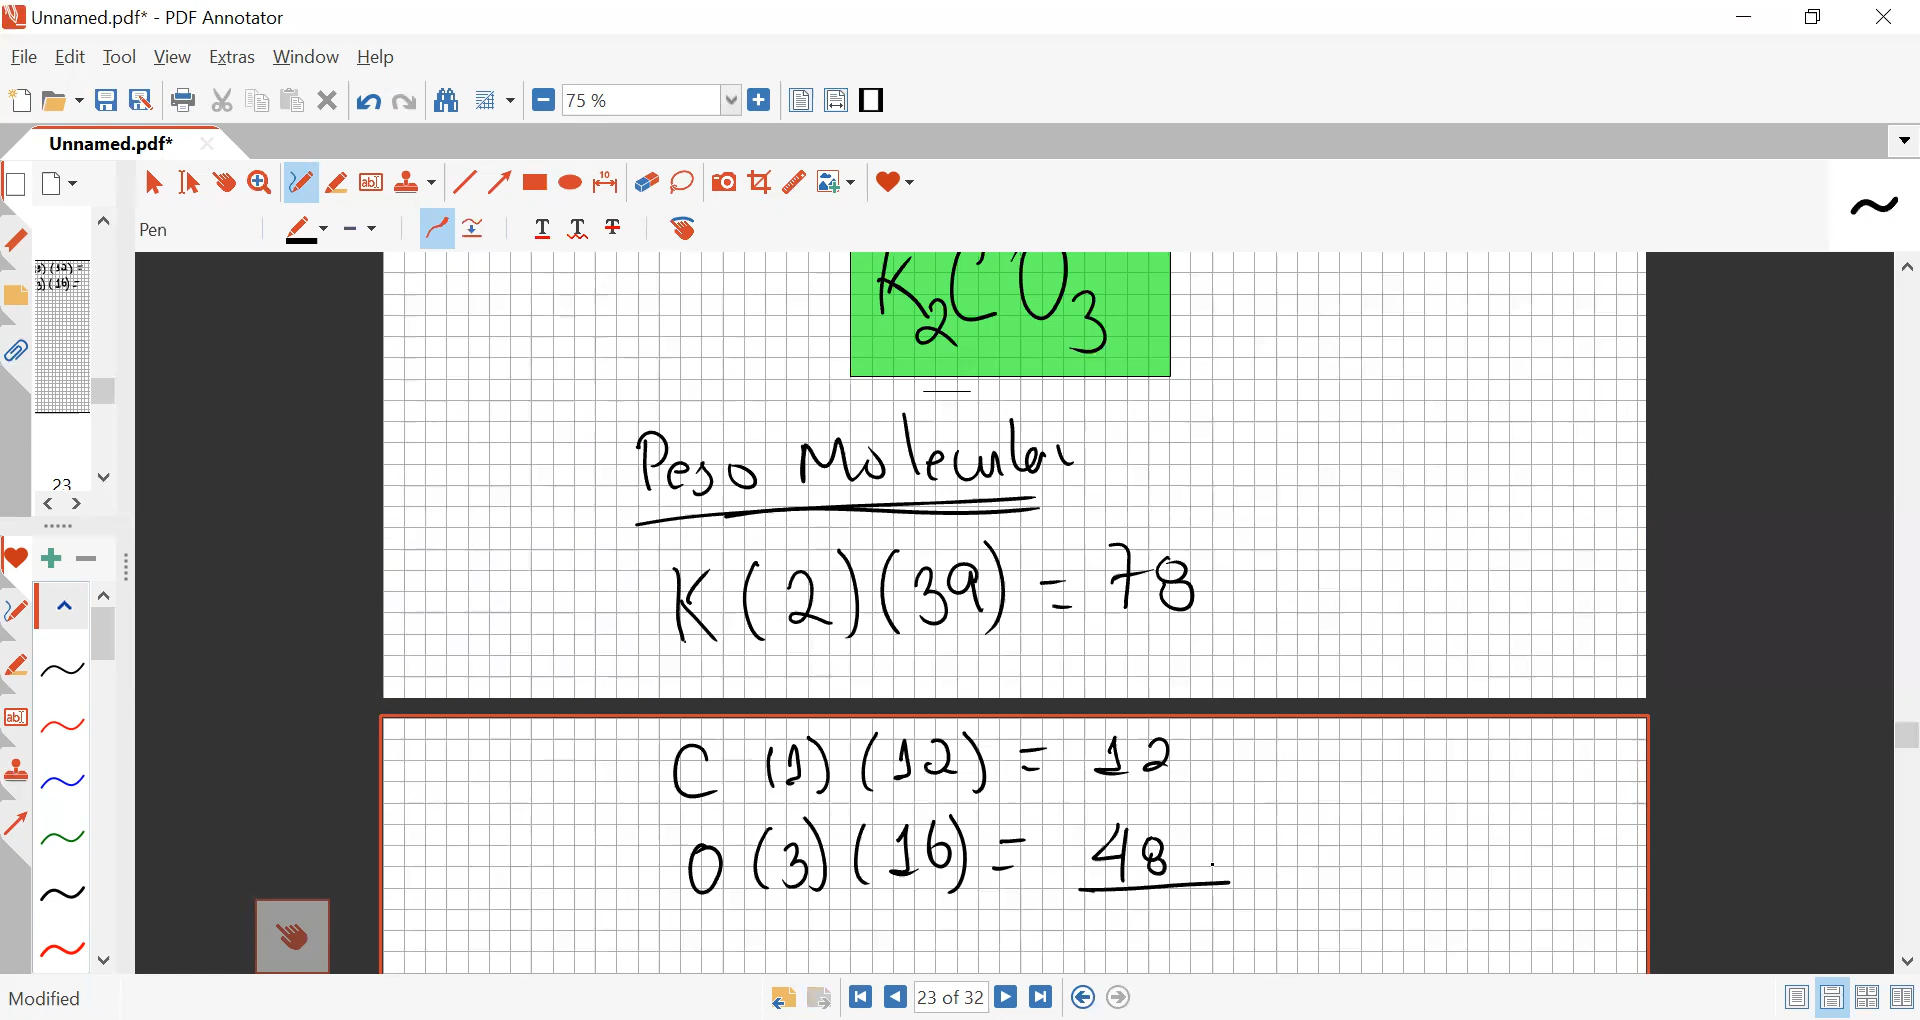 Unnamed.pdf* - PDF Annotator
File Edit Tool View Extras Window Help
75 %
Unnamed.pdf*
Pen
K2CO3
Peso Molecular
K (2) (39) = 78
C (1) (12) = 12
O (3) (16) = 48
23
Modified
23 of 32